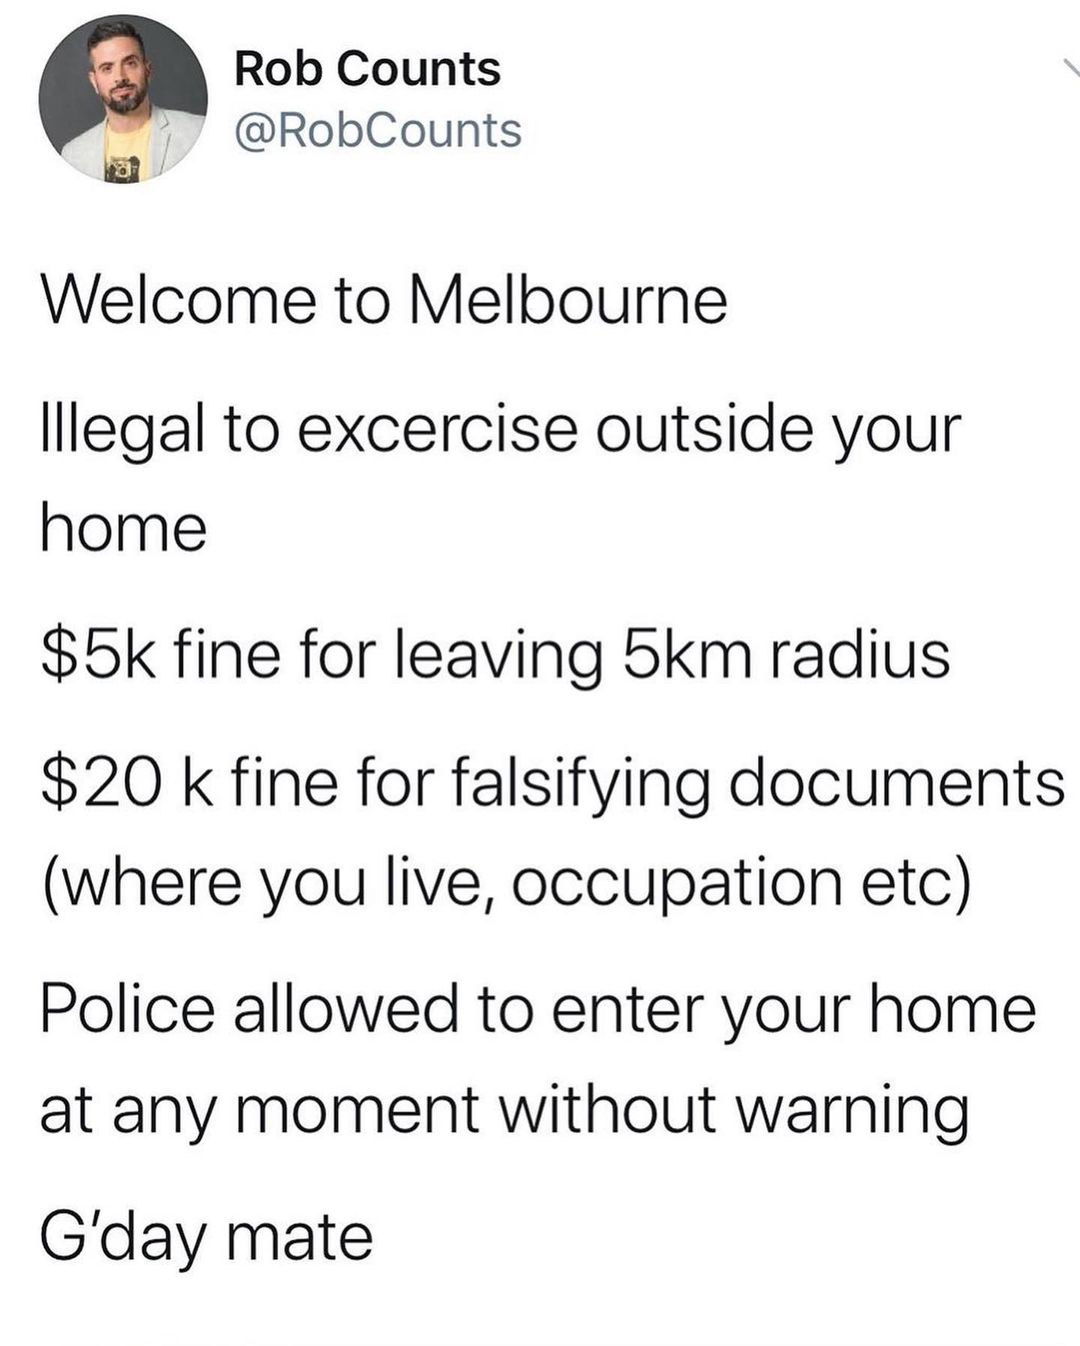 Rob Counts
@RobCounts
Welcome to Melbourne
Illegal to excercise outside your
home
$5k fine for leaving 5km radius
$20 k fine for falsifying documents
(where you live, occupation etc)
Police allowed to enter your home
at any moment without warning
G'day mate